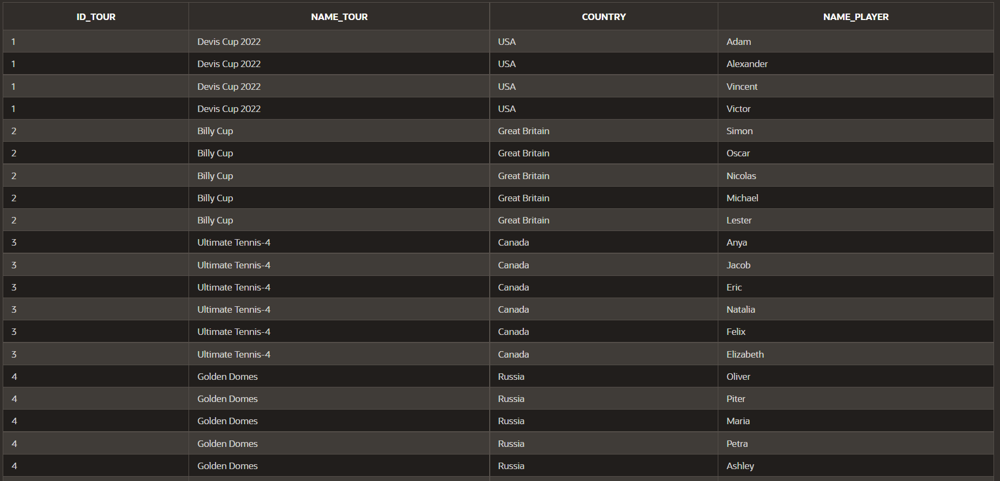 ID_TOUR NAME_TOUR COUNTRY NAME_PLAYER
1 Devis Cup 2022 USA Adam
1 Devis Cup 2022 USA Alexander
1 Devis Cup 2022 USA Vincent
1 Devis Cup 2022 USA Victor
2 Billy Cup Great Britain Simon
2 Billy Cup Great Britain Oscar
2 Billy Cup Great Britain Nicolas
2 Billy Cup Great Britain Michael
2 Billy Cup Great Britain Lester
3 Ultimate Tennis-4 Canada Anya
3 Ultimate Tennis-4 Canada Jacob
3 Ultimate Tennis-4 Canada Eric
3 Ultimate Tennis-4 Canada Natalia
3 Ultimate Tennis-4 Canada Felix
3 Ultimate Tennis-4 Canada Elizabeth
4 Golden Domes Russia Oliver
4 Golden Domes Russia Piter
4 Golden Domes Russia Maria
4 Golden Domes Russia Petra
4 Golden Domes Russia Ashley